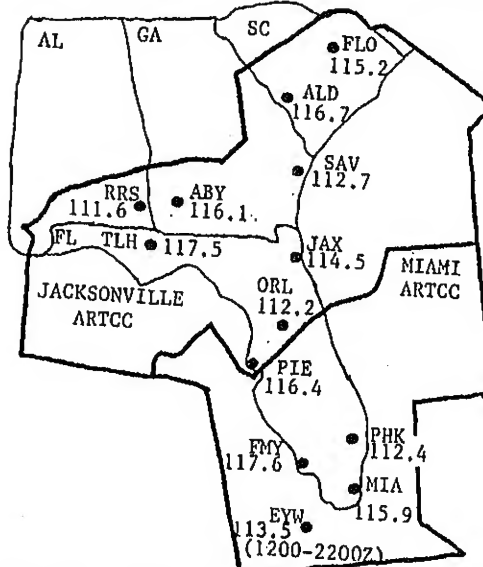 AL
GA
SC
FLO
115.2
ALD
116.7
SAV
112.7
RRS
111.6
ABY
116.1
FL
TLH
117.5
JAX
114.5
ORL
112.2
MIAMI
ARTCC
JACKSONVILLE
ARTCC
PIE
116.4
PHK
112.4
FMY
117.6
MIA
115.9
EYW
113.5
(1200-2200Z)